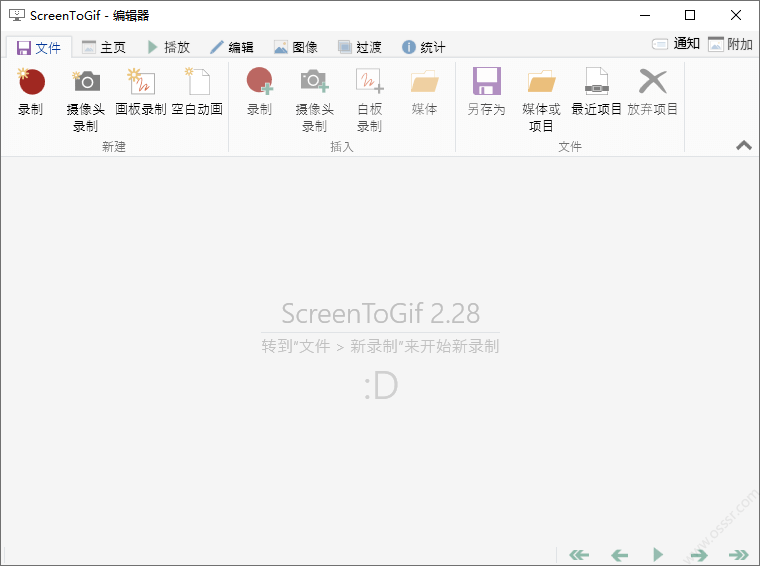 ScreenToGif - 编辑器
文件 主页 播放 编辑 图像 过渡 统计 通知 附加
录制 摄像头 画板录制 空白动画 录制 摄像头 白板 媒体 另存为 媒体或 最近项目 放弃项目
录制 录制 录制 项目
新建 插入 文件
ScreenToGif 2.28
转到"文件 > 新录制"来开始新录制
:D
www.osssr.com